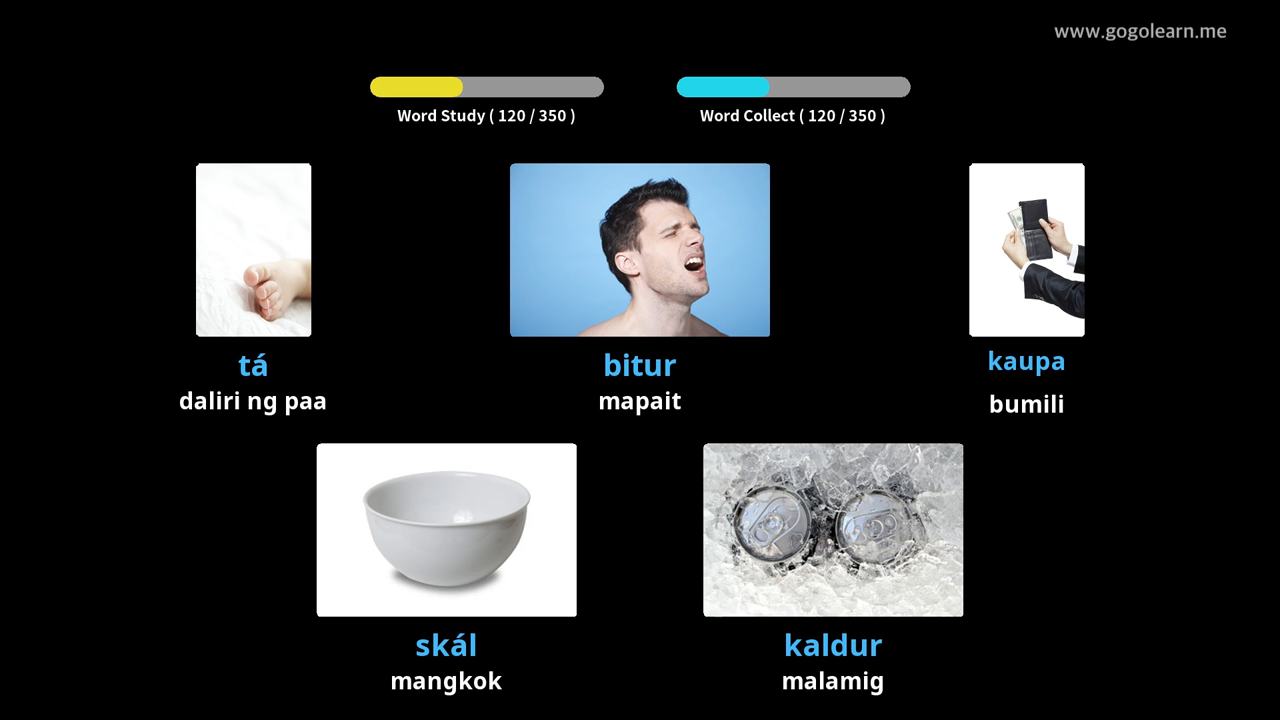 www.gogolearn.me
Word Study ( 120 / 350 )
Word Collect ( 120 / 350 )
tá
daliri ng paa
bitur
mapait
kaupa
bumili
skál
mangkok
kaldur
malamig